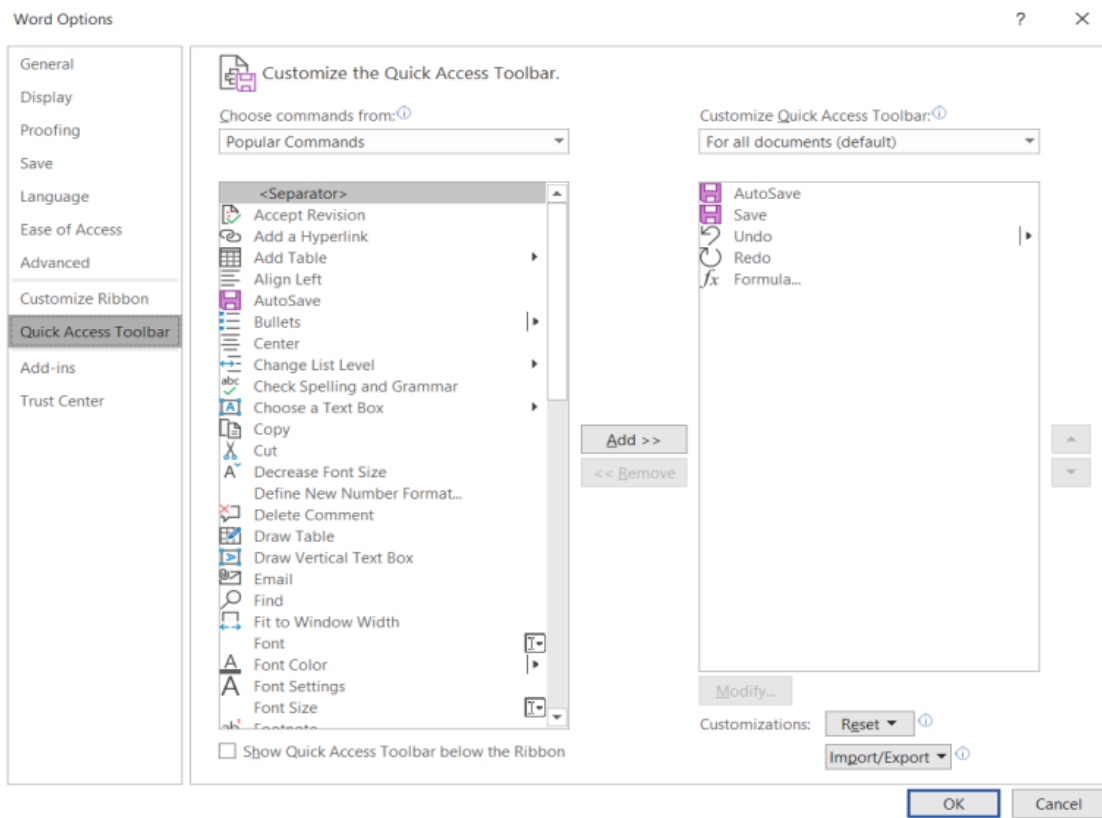 Word Options
?
General
Display
Proofing
Save
Language
Ease of Access
Advanced
Customize Ribbon
Quick Access Toolbar
Add-ins
Trust Center
Customize the Quick Access Toolbar.
Choose commands from:
Popular Commands
<Separator>
Accept Revision
Add a Hyperlink
Add Table
Align Left
AutoSave
Bullets
Center
Change List Level
abc Check Spelling and Grammar
A Choose a Text Box
Copy
Cut
A Decrease Font Size
Define New Number Format...
Delete Comment
Draw Table
A Draw Vertical Text Box
Email
Find
Fit to Window Width
Font
A Font Color
A Font Settings
Font Size
ab Footnote
Show Quick Access Toolbar below the Ribbon
Add >>
<< Remove
Customize Quick Access Toolbar:
For all documents (default)
AutoSave
Save
Undo
Redo
fx Formula...
Modify...
Customizations: Reset
Import/Export
OK
Cancel